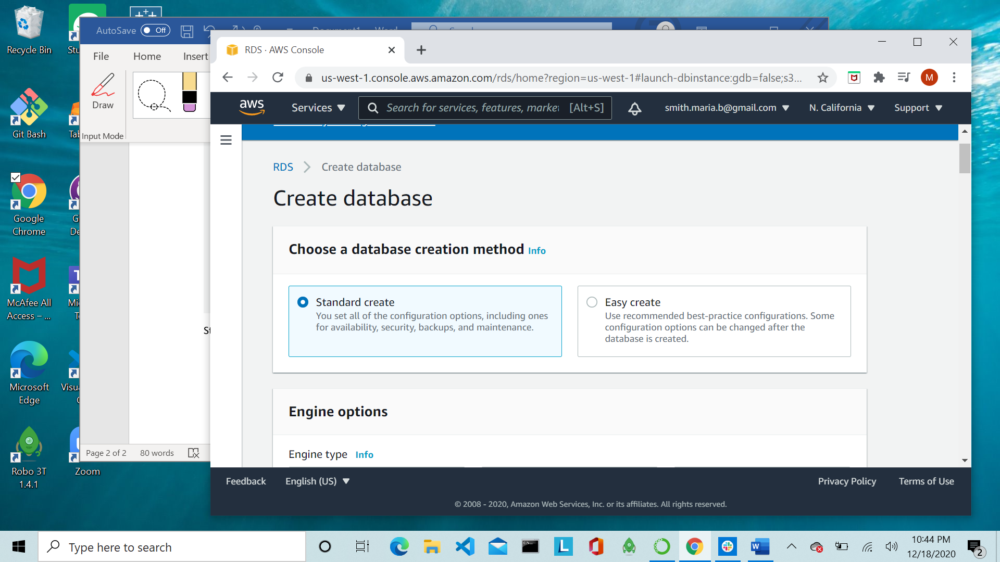 Recycle Bin
Git Bash
Google
Chrome
McAfee All
Access – ...
Microsoft
Edge
Robo 3T
1.4.1
Zoom
AutoSave Off
File Home Insert
Draw
Input Mode
Page 2 of 2 80 words
RDS · AWS Console
us-west-1.console.aws.amazon.com/rds/home?region=us-west-1#launch-dbinstance:gdb=false;s3...
M
aws Services Search for services, features, market [Alt+S] smith.maria.b@gmail.com N. California Support
RDS Create database
Create database
Choose a database creation method Info
Standard create
You set all of the configuration options, including ones
for availability, security, backups, and maintenance.
Easy create
Use recommended best-practice configurations. Some
configuration options can be changed after the
database is created.
Engine options
Engine type Info
Feedback English (US) Privacy Policy Terms of Use
© 2008 - 2020, Amazon Web Services, Inc. or its affiliates. All rights reserved.
Type here to search
10:44 PM
12/18/2020
2